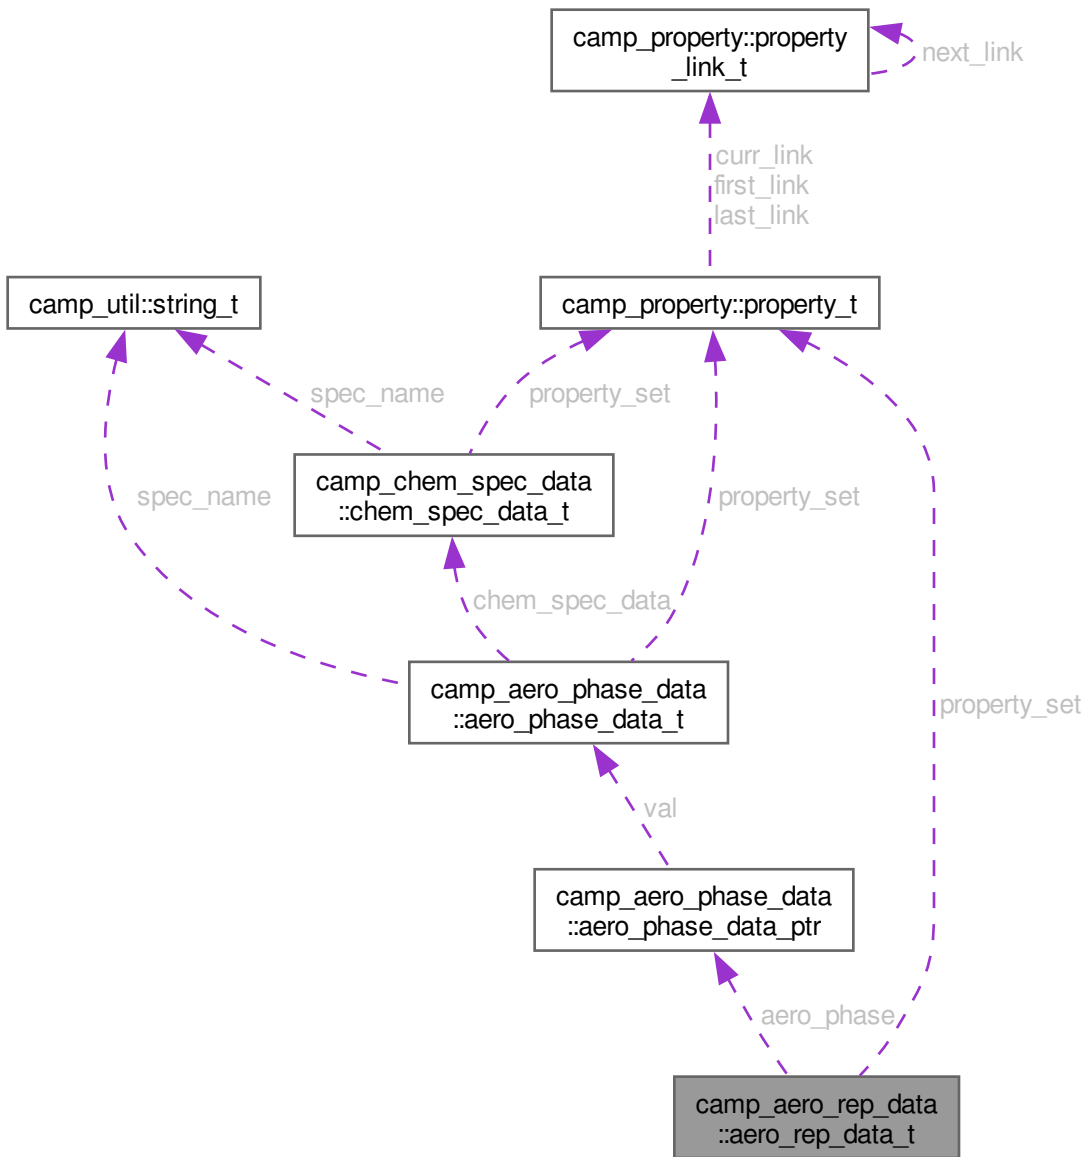 camp_property::property
_link_t
next_link
curr_link
first_link
last_link
camp_util::string_t
camp_property::property_t
spec_name
property_set
camp_chem_spec_data
::chem_spec_data_t
spec_name
property_set
chem_spec_data
camp_aero_phase_data
::aero_phase_data_t
property_set
val
camp_aero_phase_data
::aero_phase_data_ptr
aero_phase
camp_aero_rep_data
::aero_rep_data_t